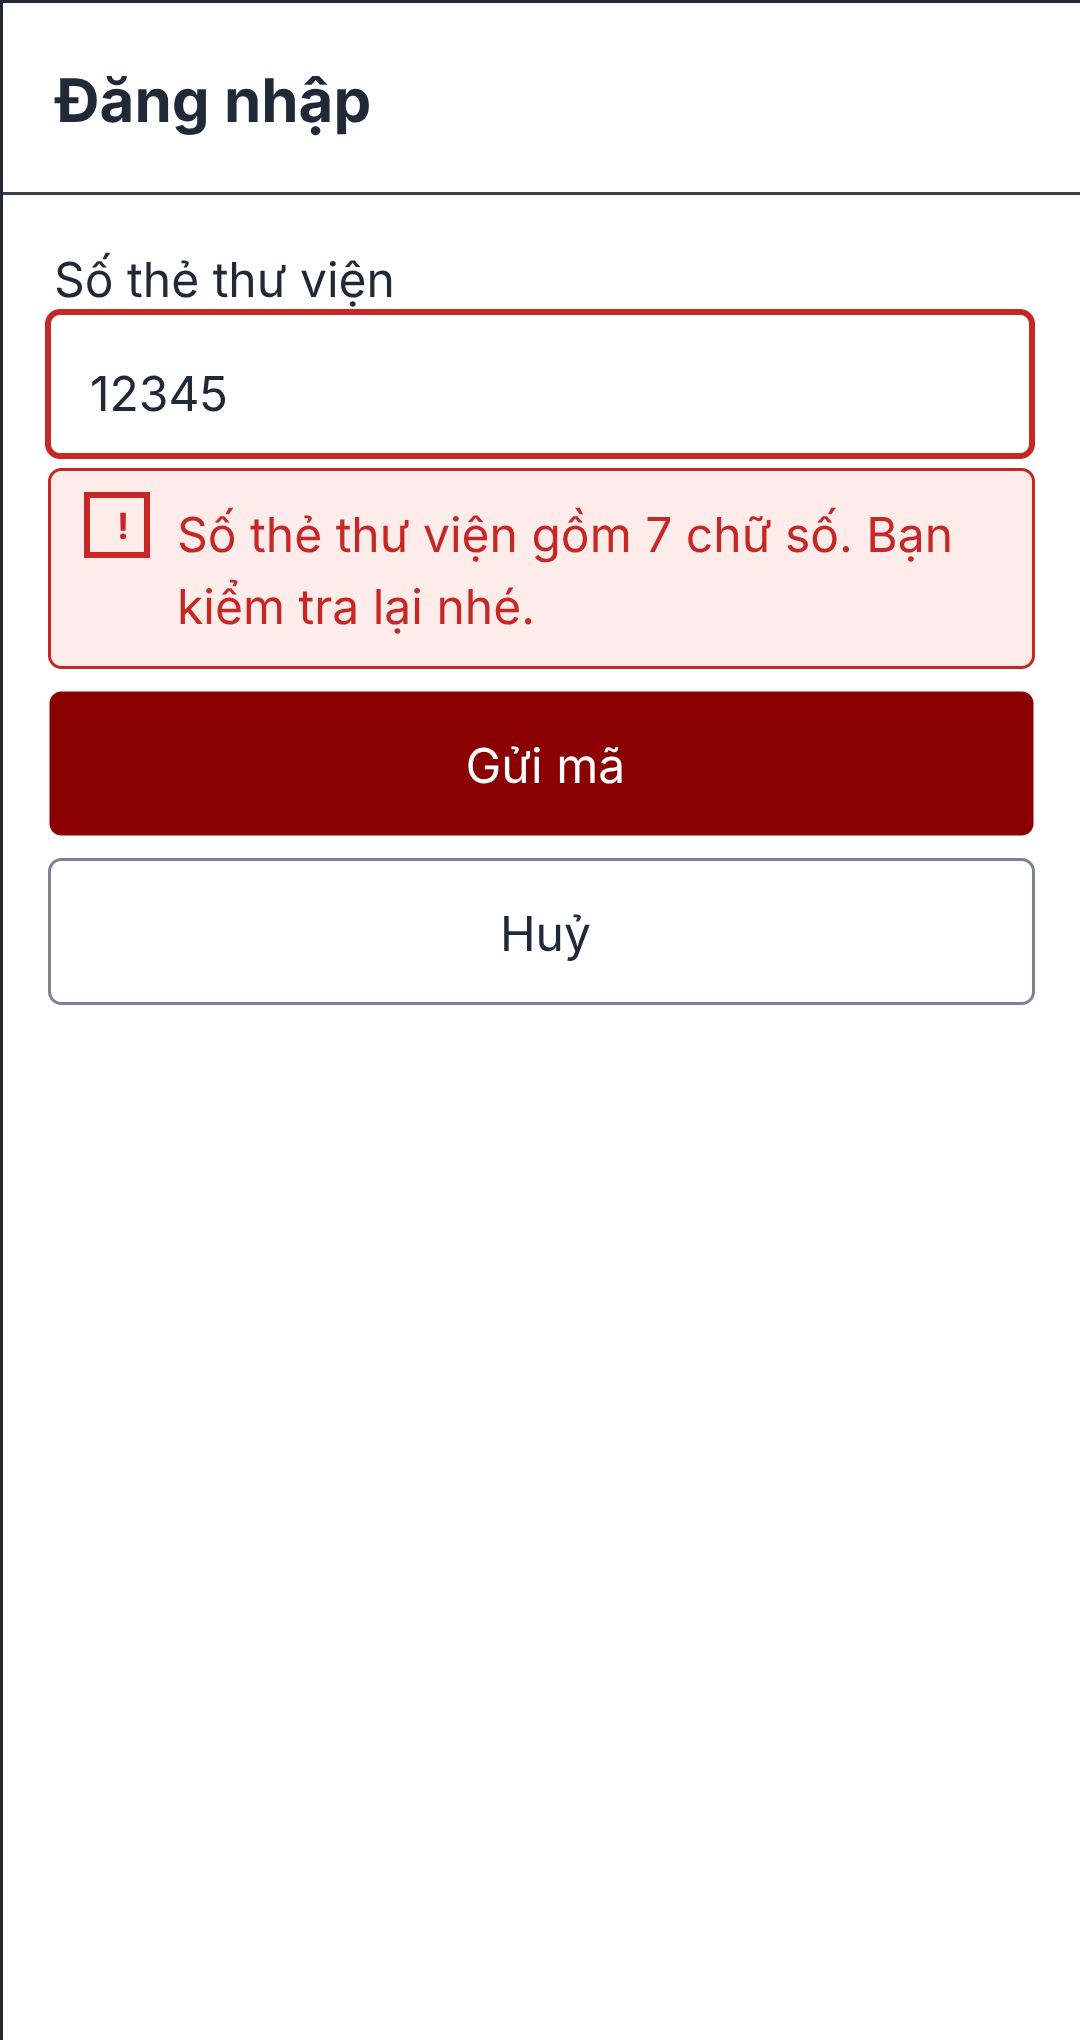 Đăng nhập
Số thẻ thư viện
12345
!
Số thẻ thư viện gồm 7 chữ số. Bạn
kiểm tra lại nhé.
Gửi mã
Huỷ